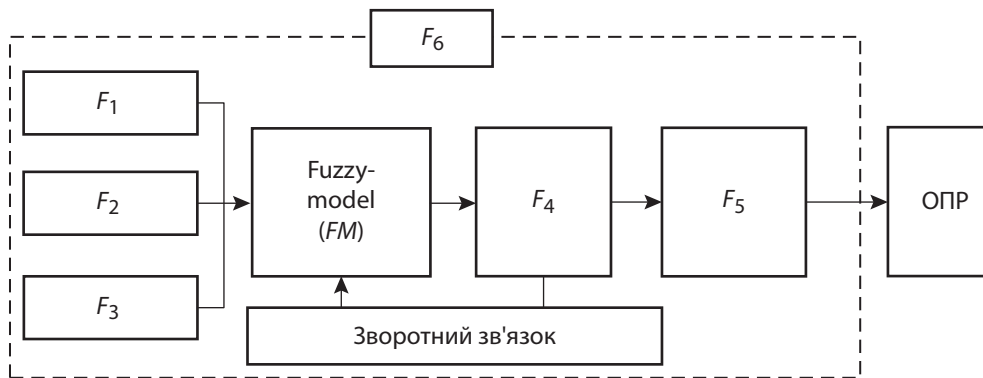 F6
F1
F2
F3
Fuzzy-
model
(FM)
F4
F5
ОПР
Зворотний зв'язок